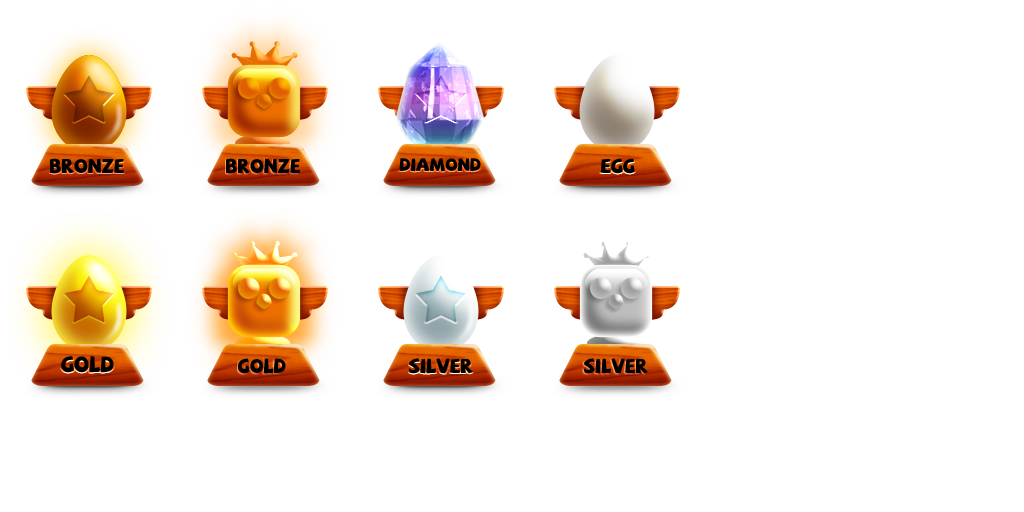 BRONZE
BRONZE
DIAMOND
EGG
GOLD
GOLD
SILVER
SILVER